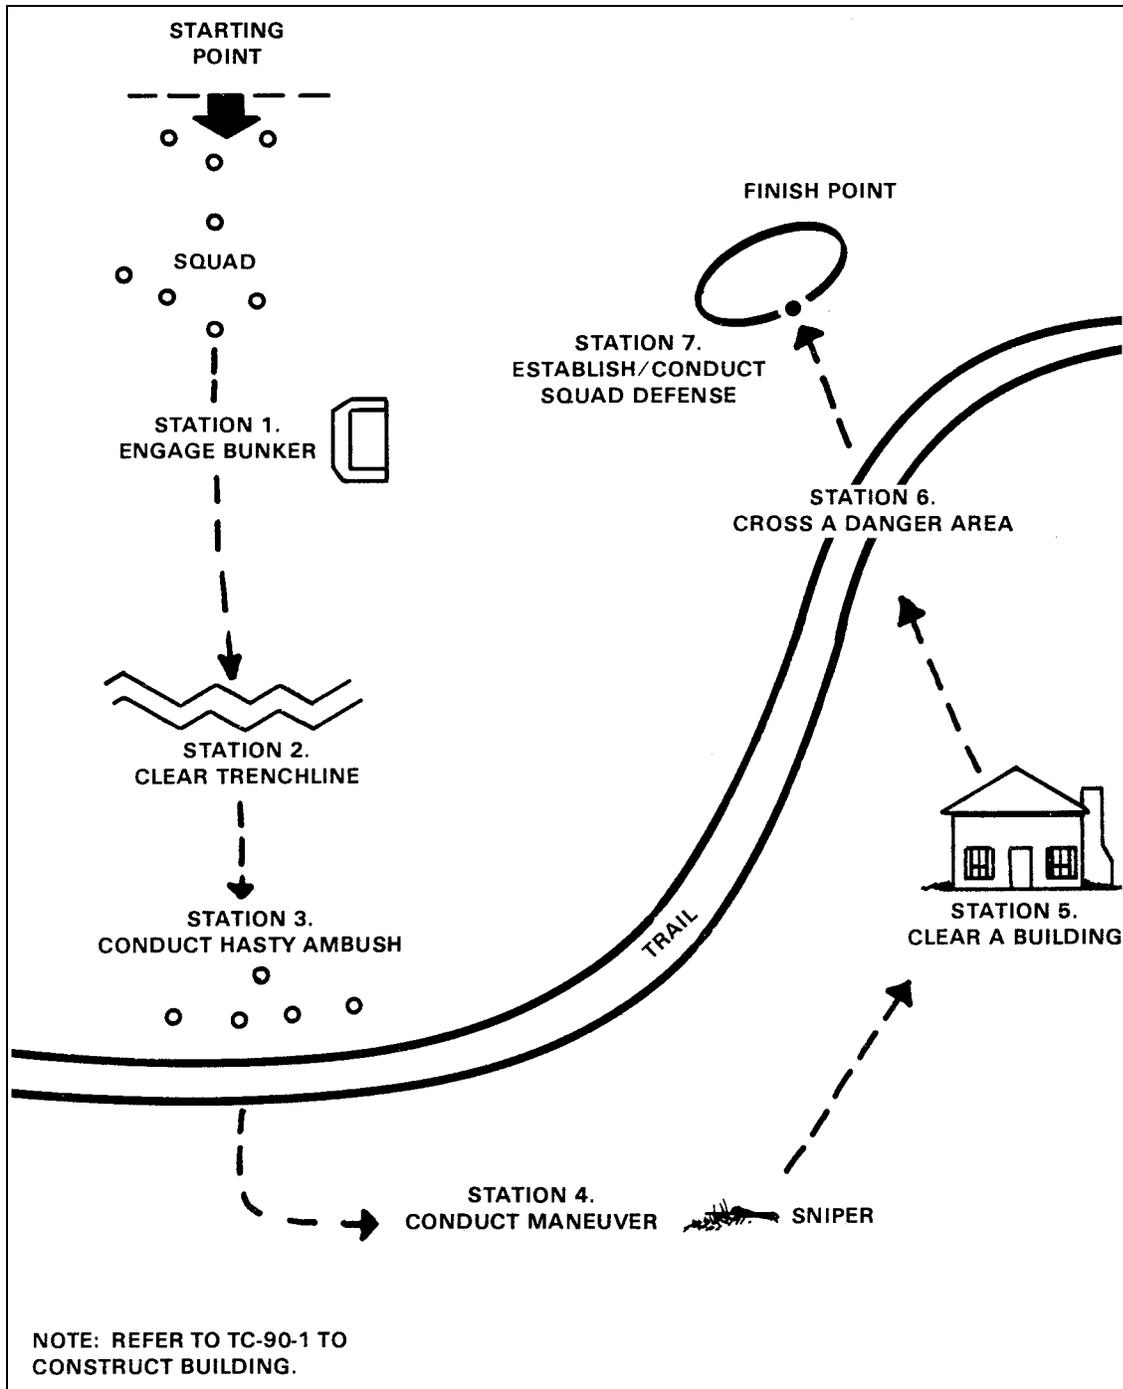 STARTING
POINT
SQUAD
STATION 1.
ENGAGE BUNKER
STATION 2.
CLEAR TRENCHLINE
STATION 3.
CONDUCT HASTY AMBUSH
TRAIL
STATION 4.
CONDUCT MANEUVER
SNIPER
STATION 5.
CLEAR A BUILDING
STATION 6.
CROSS A DANGER AREA
STATION 7.
ESTABLISH/CONDUCT
SQUAD DEFENSE
FINISH POINT
NOTE: REFER TO TC-90-1 TO
CONSTRUCT BUILDING.